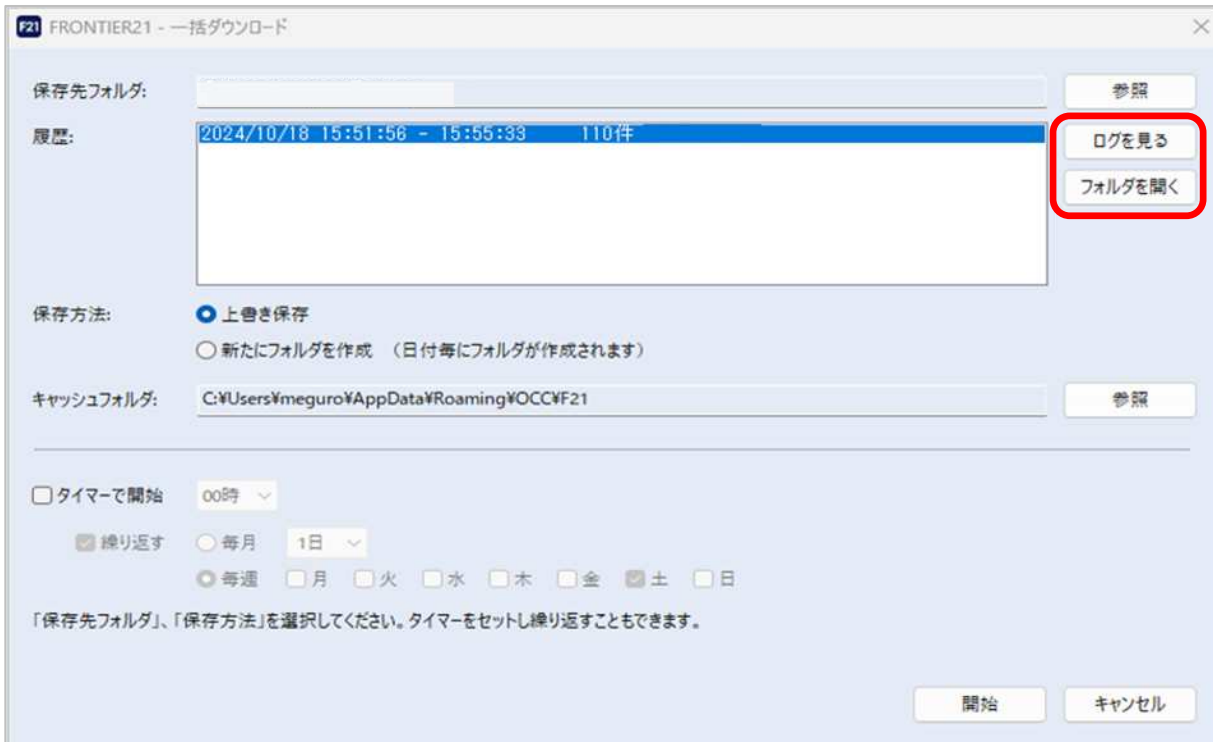 F21 FRONTIER21 - 一括ダウンロード
保存先フォルダ: 参照
履歴: 2024/10/18 15:51:56 - 15:55:33 110件 ログを見る
フォルダを開く
保存方法: 上書き保存
新たにフォルダを作成 (日付毎にフォルダが作成されます)
キャッシュフォルダ: C:¥Users¥meguro¥AppData¥Roaming¥OCC¥F21 参照
タイマーで開始 00時
繰り返す 毎月 1日
毎週 月 火 水 木 金 土 日
「保存先フォルダ」、「保存方法」を選択してください。タイマーをセットし繰り返すこともできます。
開始 キャンセル